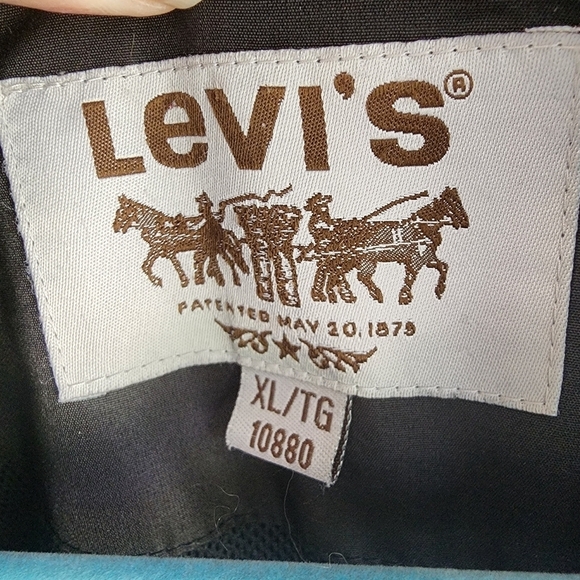 LeVI'S®
PATENTED MAY 20, 1873
XL/TG
10880